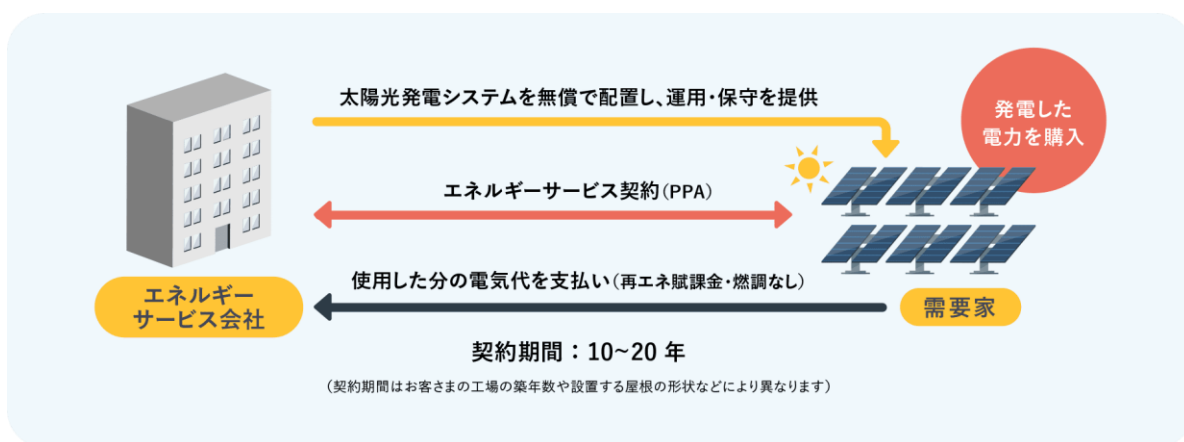 太陽光発電システムを無償で配置し、運用・保守を提供
発電した
電力を購入
エネルギーサービス契約(PPA)
使用した分の電気代を支払い(再エネ賦課金・燃調なし)
エネルギー
サービス会社
需要家
契約期間：10~20 年
(契約期間はお客さまの工場の築年数や設置する屋根の形状などにより異なります)